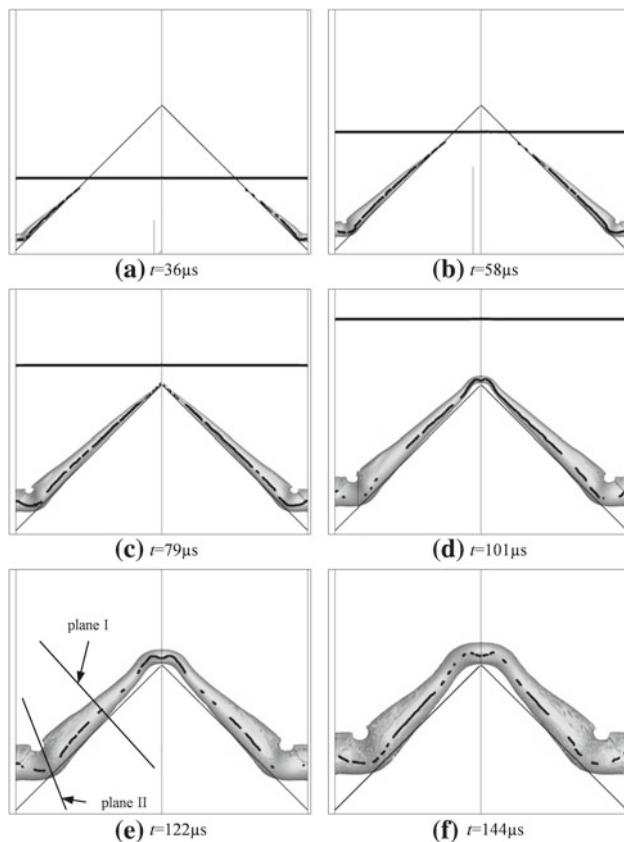 (a) t=36μs
(b) t=58μs
(c) t=79μs
(d) t=101μs
plane I
plane II
(e) t=122μs
(f) t=144μs